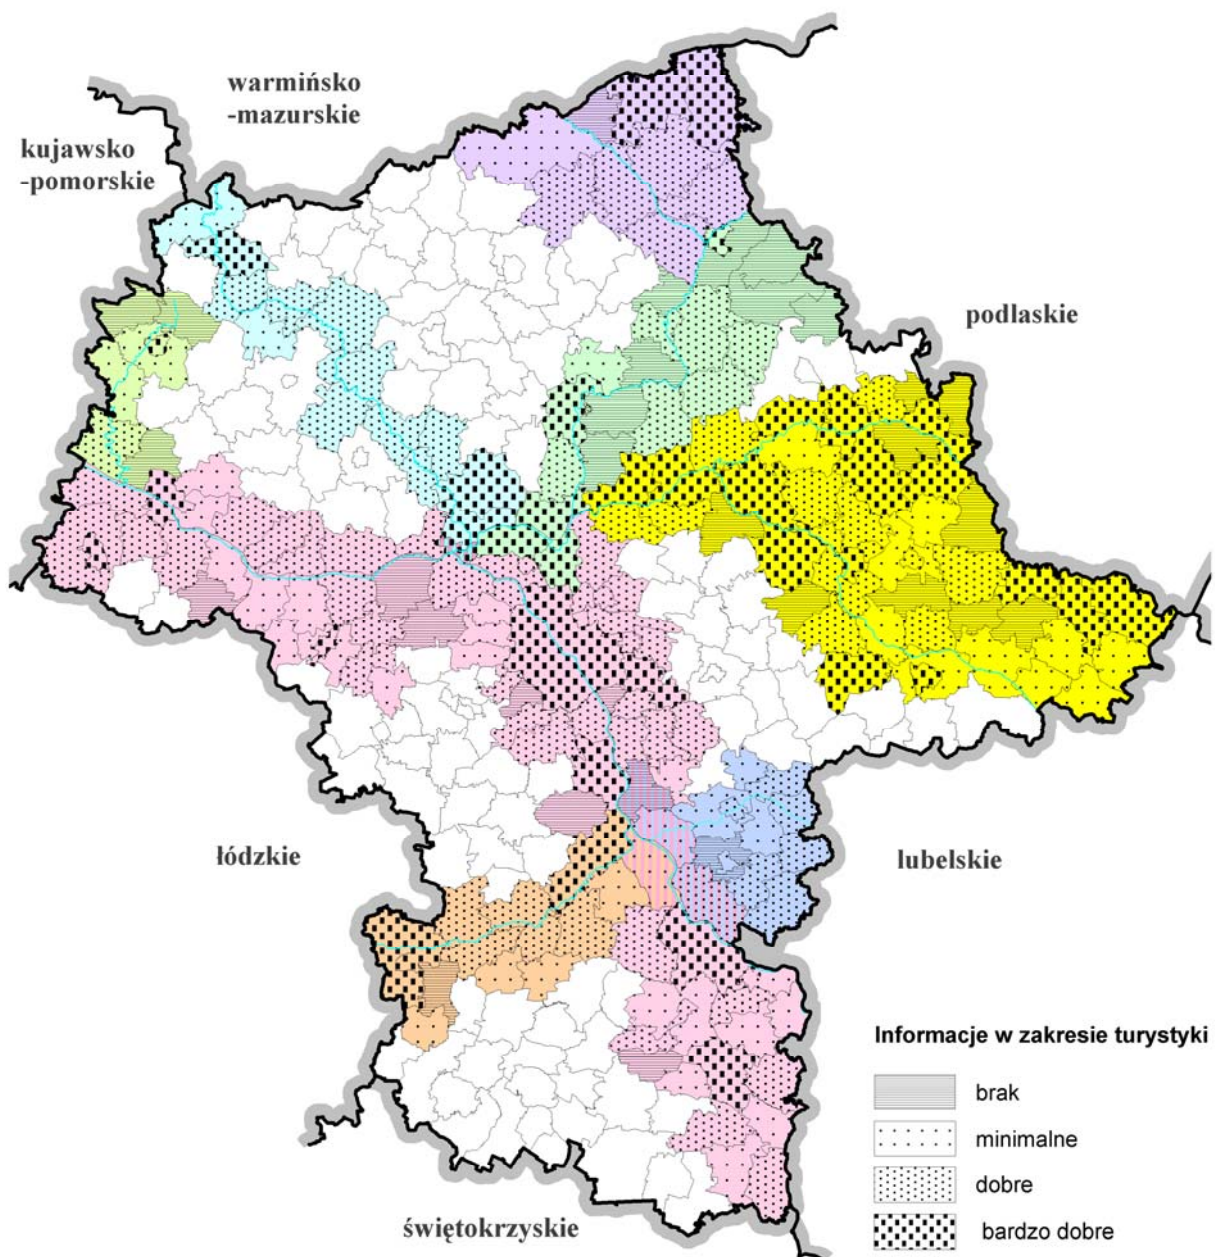 warmińsko
-mazurskie
kujawsko
-pomorskie
podlaskie
łódzkie
lubelskie
świętokrzyskie
Informacje w zakresie turystyki
brak
minimalne
dobre
bardzo dobre